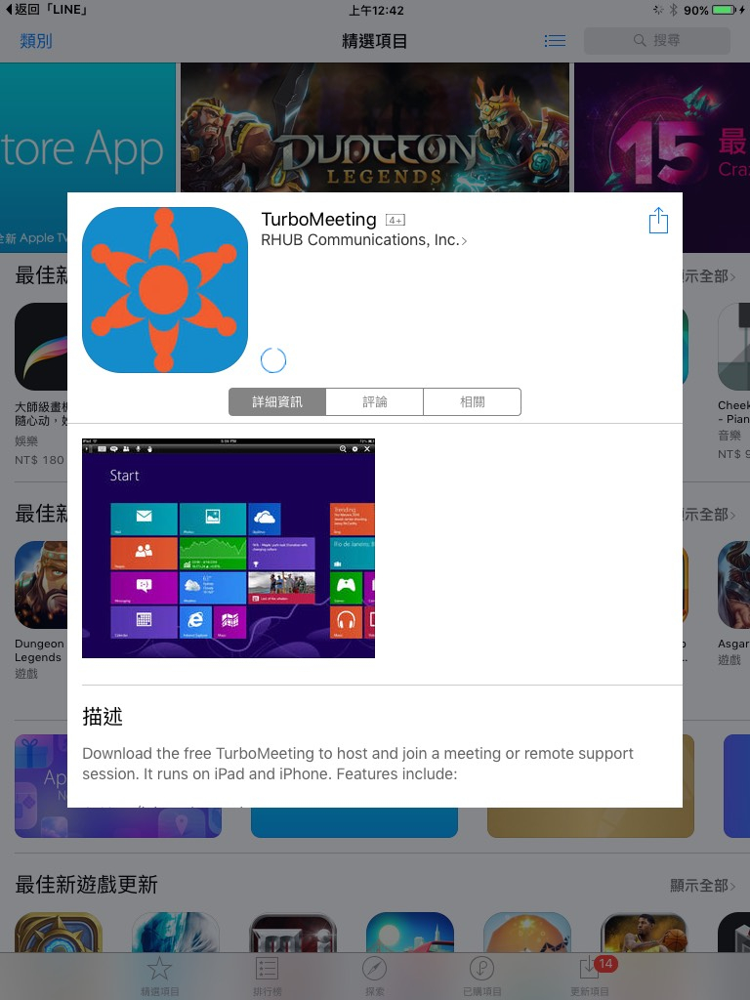 返回「LINE」
上午12:42
90%
類別
精選項目
搜尋
tore App
全新 Apple TV
DUNGEON
LEGENDS
15
最
Craz
TurboMeeting 4+
RHUB Communications, Inc.
詳細資訊
評論
相關
Start
描述
Download the free TurboMeeting to host and join a meeting or remote support
session. It runs on iPad and iPhone. Features include:
最佳新
示全部
大師級畫
隨心动，
娛樂
NT$ 180
Cheek
- Pian
音樂
NT$ 9
最佳新
示全部
Dungeon
Legends
遊戲
Asgar
遊戲
Ap
最佳新遊戲更新
顯示全部
精選項目
排行榜
探索
已購項目
更新項目
14